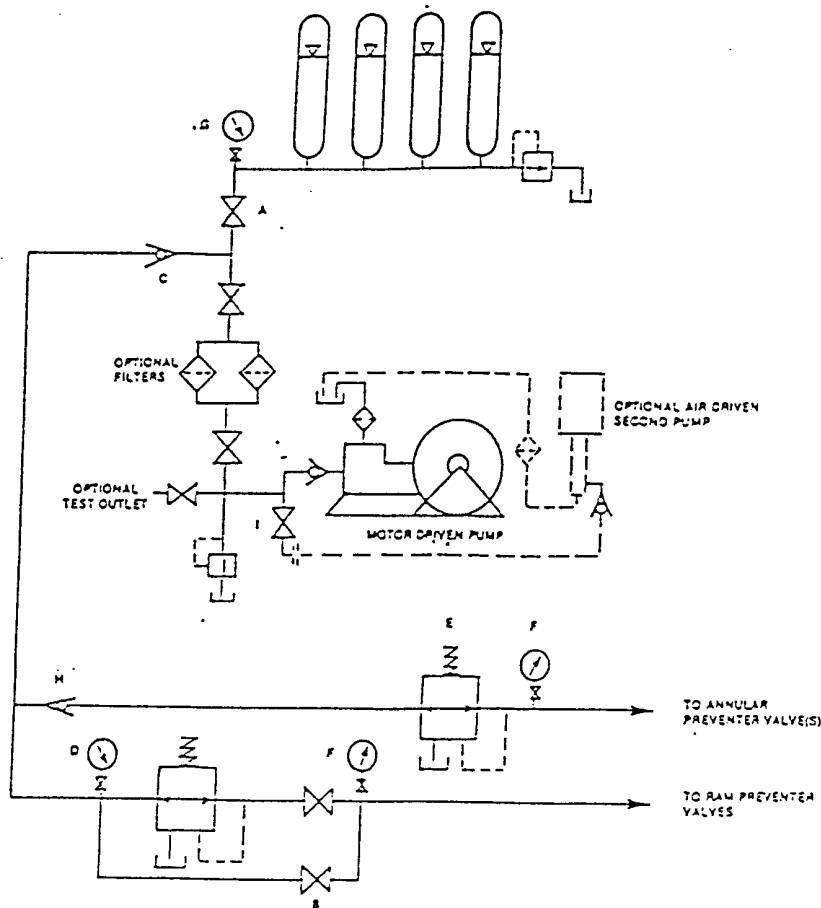 G
A
C
OPTIONAL
FILTERS
OPTIONAL AIR DRIVEN
SECOND PUMP
OPTIONAL
TEST OUTLET
I
MOTOR DRIVEN PUMP
E
F
H
TO ANNULAR
PREVENTER VALVE(S)
D
F
TO RAM PREVENTER
VALVES
B